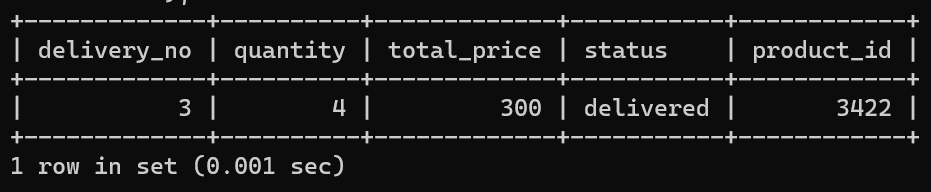 +-------------+----------+-------------+-----------+------------+
| delivery_no | quantity | total_price | status    | product_id |
+-------------+----------+-------------+-----------+------------+
|           3 |        4 |         300 | delivered |       3422 |
+-------------+----------+-------------+-----------+------------+
1 row in set (0.001 sec)